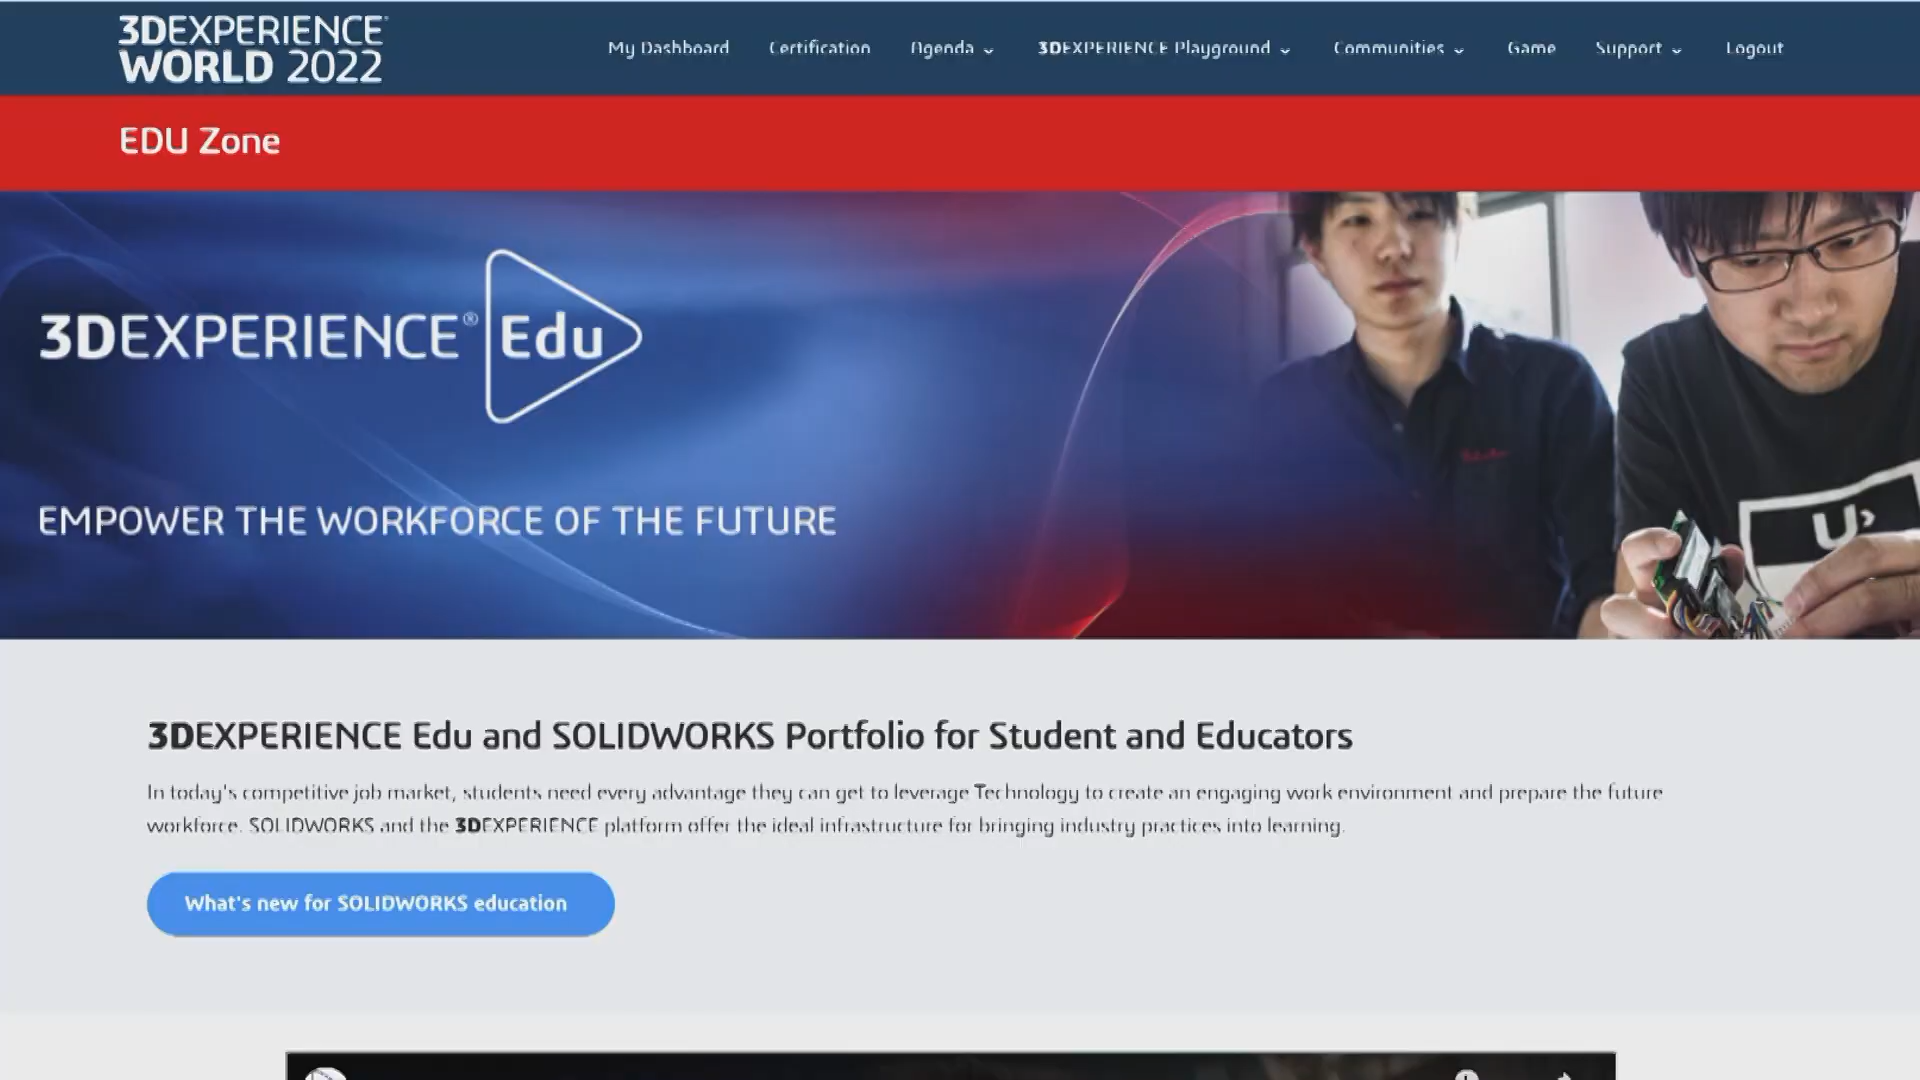 3DEXPERIENCE
WORLD 2022
My Dashboard Certification Agenda 3DEXPERIENCE Playground Communities Game Support Logout
EDU Zone
3DEXPERIENCE® Edu
EMPOWER THE WORKFORCE OF THE FUTURE
U›
3DEXPERIENCE Edu and SOLIDWORKS Portfolio for Student and Educators
In today's competitive job market, students need every advantage they can get to leverage Technology to create an engaging work environment and prepare the future
workforce. SOLIDWORKS and the 3DEXPERIENCE platform offer the ideal infrastructure for bringing industry practices into learning.
What's new for SOLIDWORKS education